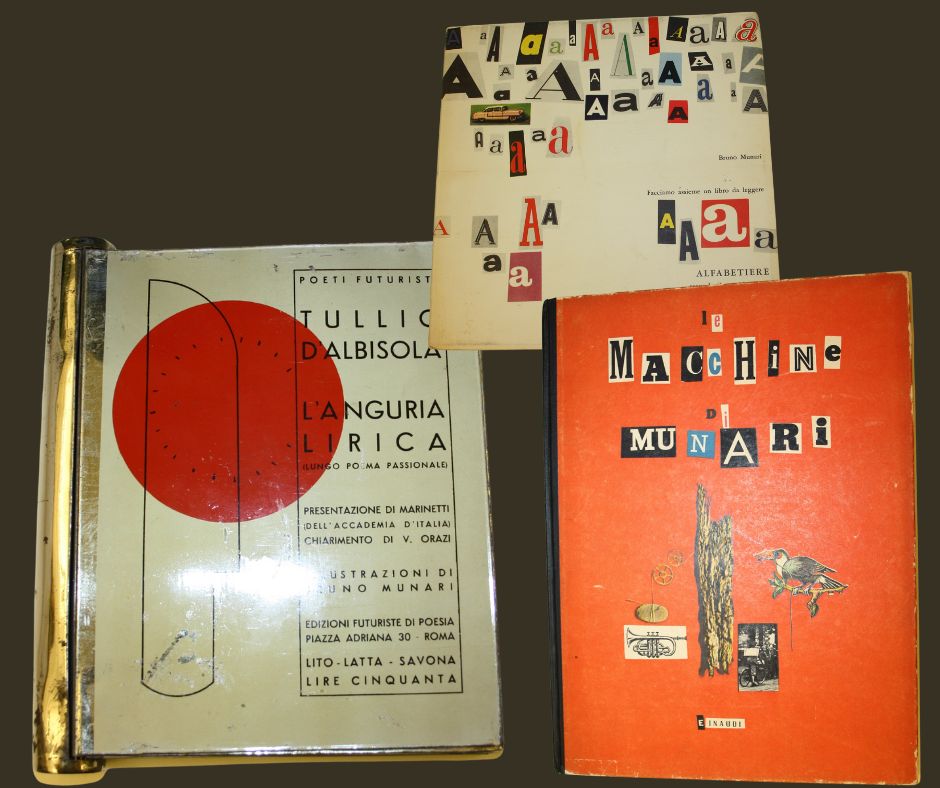 Bruno Munari
Facciamo assieme un libro da leggere
ALFABETIERE
POETI FUTURIST
TULLIO
D'ALBISOLA
L'ANGURIA
LIRICA
(LUNGO POEMA PASSIONALE)
PRESENTAZIONE DI MARINETTI
(DELL'ACCADEMIA D'ITALIA)
CHIARIMENTO DI V. ORAZI
ILLUSTRAZIONI DI
BRUNO MUNARI
EDIZIONI FUTURISTE DI POESIA
PIAZZA ADRIANA 30 - ROMA
LITO-LATTA - SAVONA
LIRE CINQUANTA
le
MACcHiNe
Di
MUNARi
EINAUDI